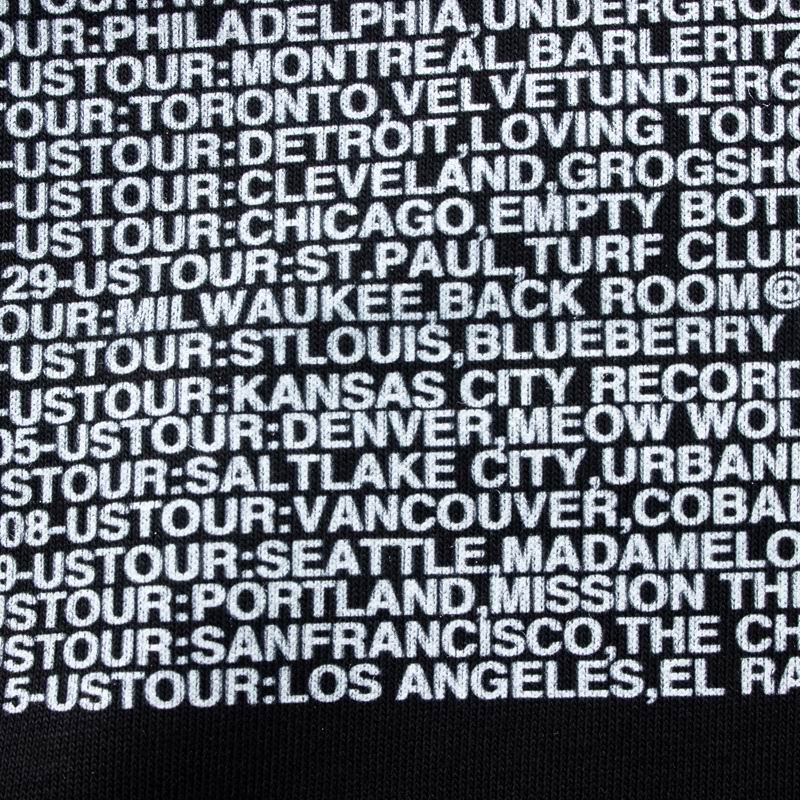 OUR:PHILADELPHIA,UNDERGROU
-USTOUR:MONTREAL,BARLERITZ
TOUR:TORONTO,VELVETUNDERG
-USTOUR:DETROIT,LOVING TOUC
-USTOUR:CLEVELAND,GROGSHO
-USTOUR:CHICAGO,EMPTY BOTT
29-USTOUR:ST.PAUL,TURF CLUB
OUR:MILWAUKEE,BACK ROOM@
-USTOUR:STLOUIS,BLUEBERRY
-USTOUR:KANSAS CITY RECORD
05-USTOUR:DENVER,MEOW WOL
STOUR:SALTLAKE CITY,URBAN
08-USTOUR:VANCOUVER,COBAL
9-USTOUR:SEATTLE,MADAMELO
USTOUR:PORTLAND,MISSION TH
STOUR:SANFRANCISCO,THE CH
5-USTOUR:LOS ANGELES,EL RA